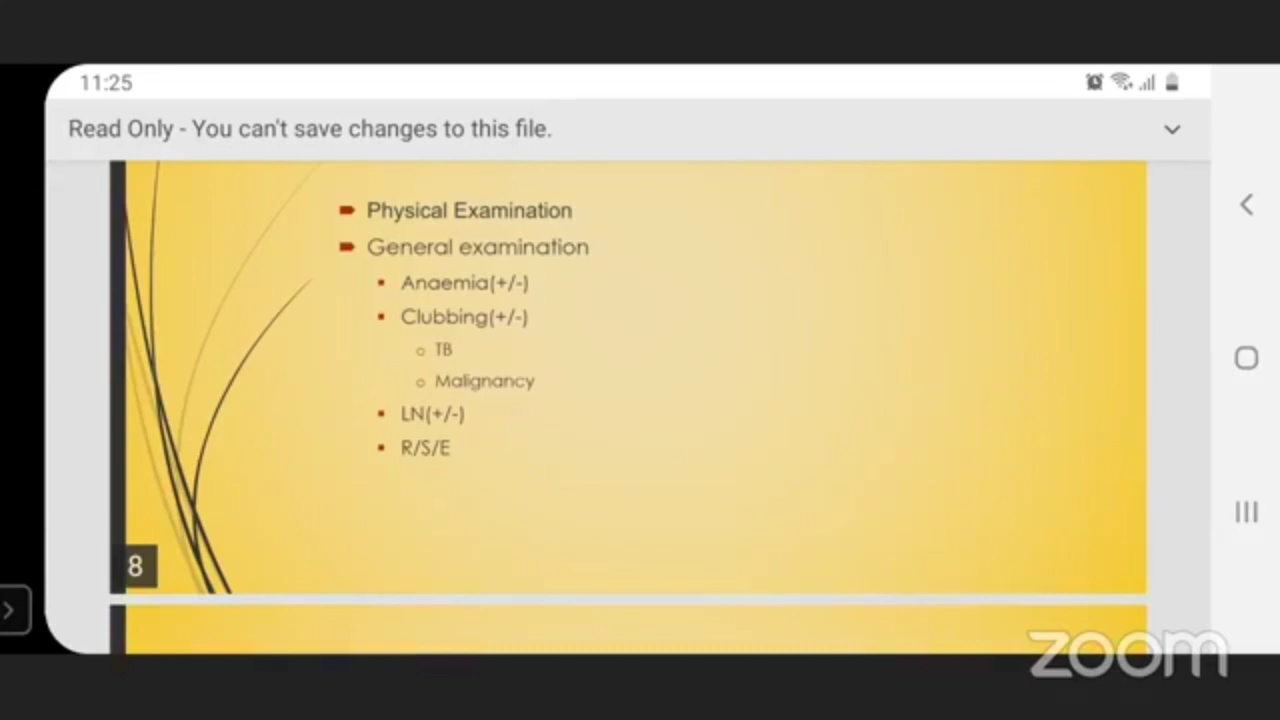 11:25
Read Only - You can't save changes to this file.
Physical Examination
General examination
Anaemia(+/-)
Clubbing(+/-)
TB
Malignancy
LN(+/-)
R/S/E
8
zoom